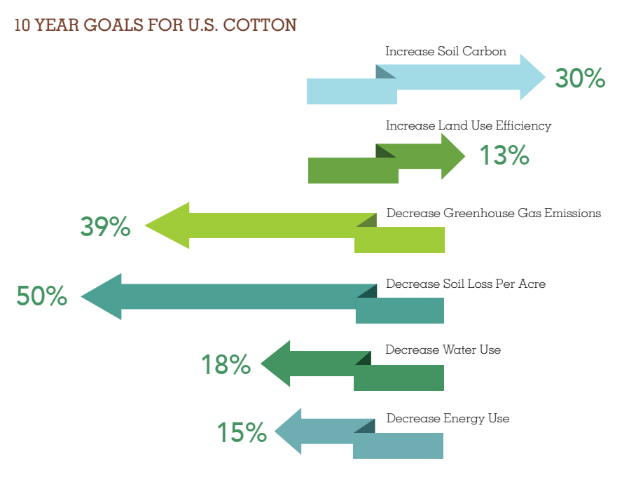 10 YEAR GOALS FOR U.S. COTTON
Increase Soil Carbon
30%
Increase Land Use Efficiency
13%
Decrease Greenhouse Gas Emissions
39%
Decrease Soil Loss Per Acre
50%
Decrease Water Use
18%
Decrease Energy Use
15%